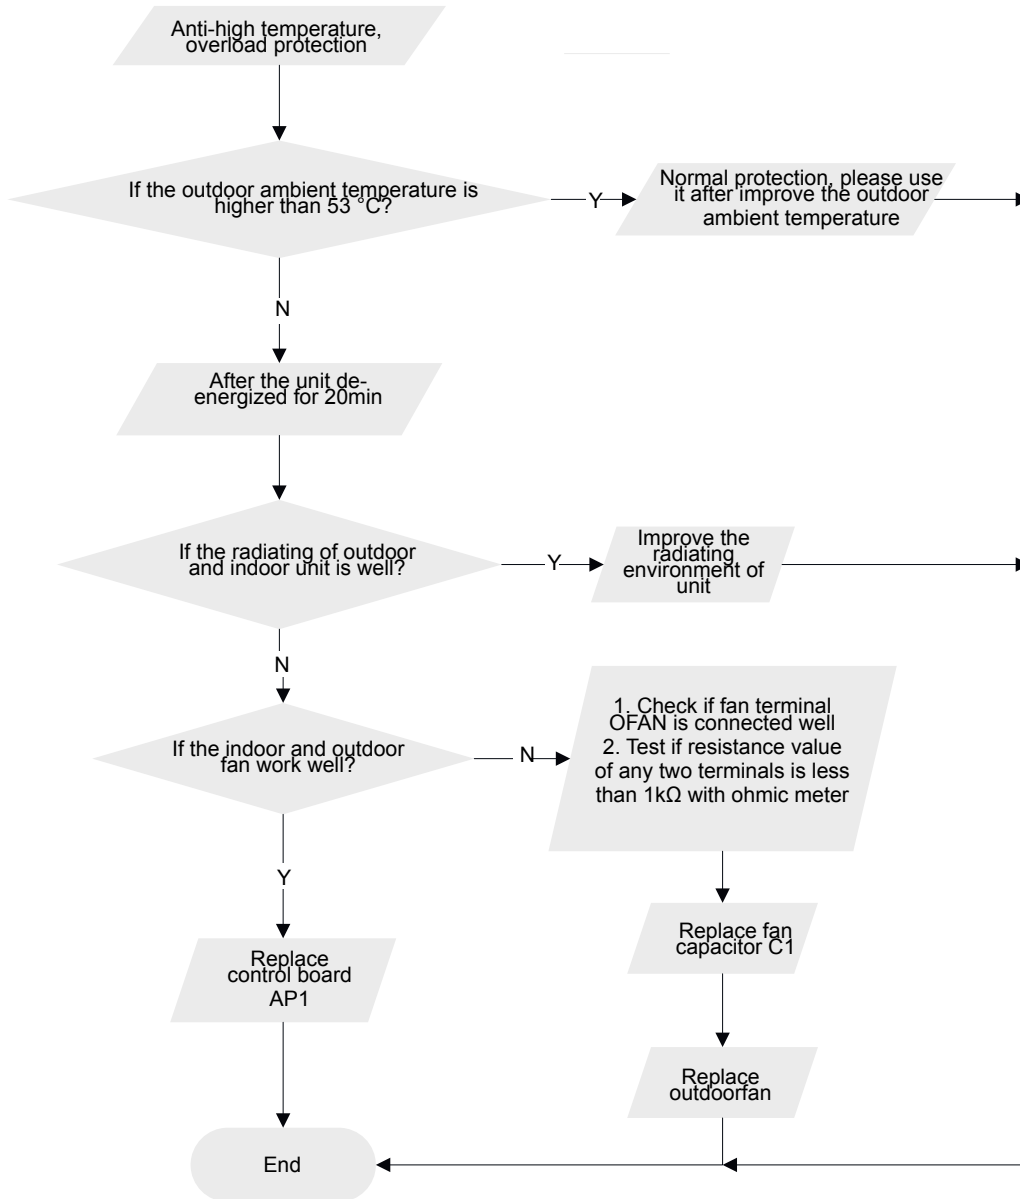 Anti-high temperature,
overload protection
If the outdoor ambient temperature is
higher than 53 °C?
Y
Normal protection, please use
it after improve the outdoor
ambient temperature
N
After the unit de-
energized for 20min
If the radiating of outdoor
and indoor unit is well?
Y
Improve the
radiating
environment of
unit
N
If the indoor and outdoor
fan work well?
N
1. Check if fan terminal
OFAN is connected well
2. Test if resistance value
of any two terminals is less
than 1kΩ with ohmic meter
Y
Replace
control board
AP1
Replace fan
capacitor C1
Replace
outdoorfan
End